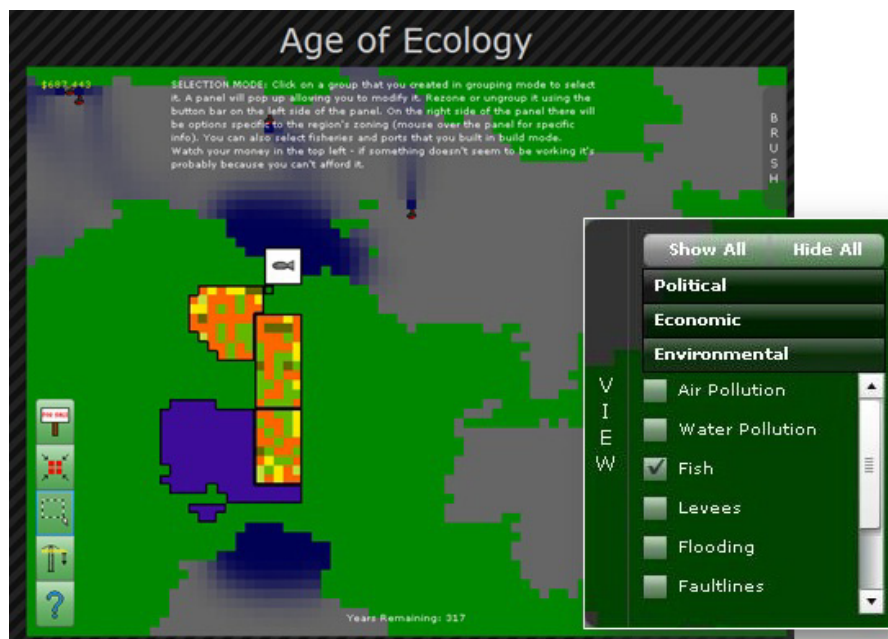 Age of Ecology
$687,443
SELECTION MODE: Click on a group that you created in grouping mode to select
it. A panel will pop up allowing you to modify it. Rezone or ungroup it using the
button bar on the left side of the panel. On the right side of the panel there will
be options specific to the region's zoning (mouse over the panel for specific
info). You can also select fisheries and ports that you built in build mode.
Watch your money in the top left - if something doesn't seem to be working it's
probably because you can't afford it.
BRUSH
FOR SALE
?
Years Remaining: 317
VIEW
Show All Hide All
Political
Economic
Environmental
Air Pollution
Water Pollution
Fish
Levees
Flooding
Faultlines